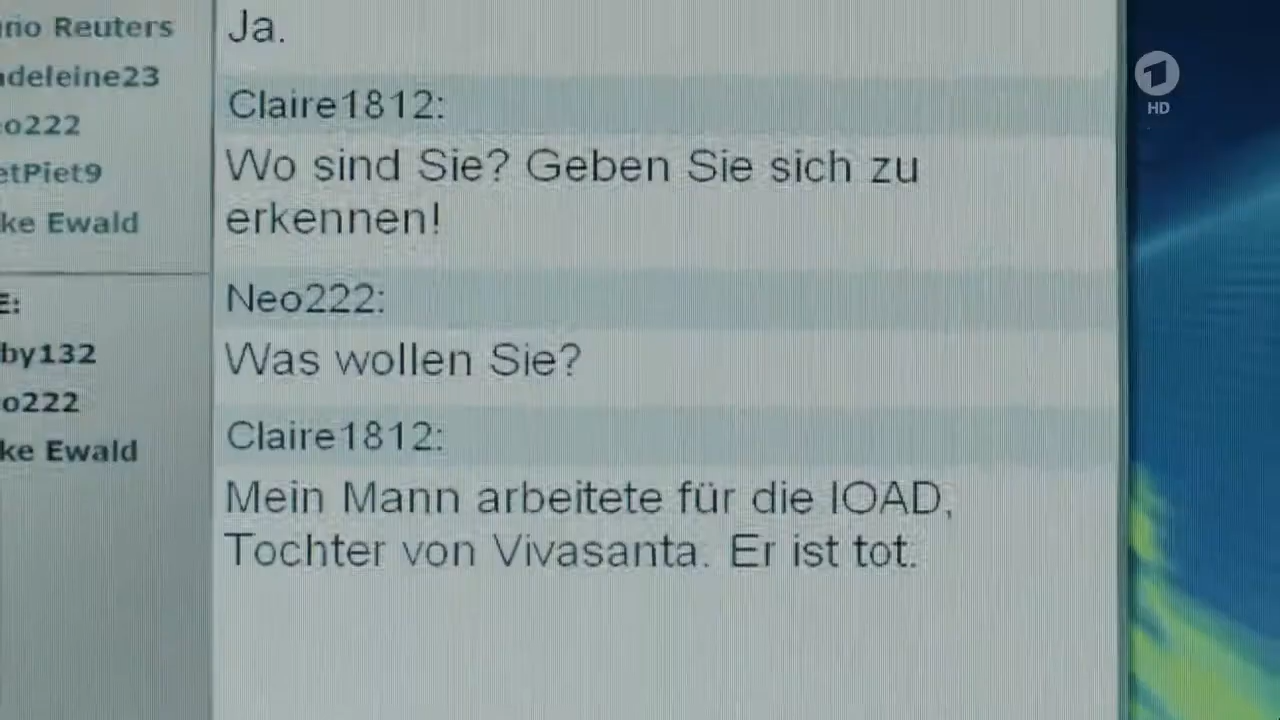 rio Reuters
deleine23
o222
etPiet9
ke Ewald
E:
by132
o222
ke Ewald
Ja.
Claire1812:
Wo sind Sie? Geben Sie sich zu
erkennen!
Neo222:
Was wollen Sie?
Claire1812:
Mein Mann arbeitete für die IOAD,
Tochter von Vivasanta. Er ist tot.
1
HD